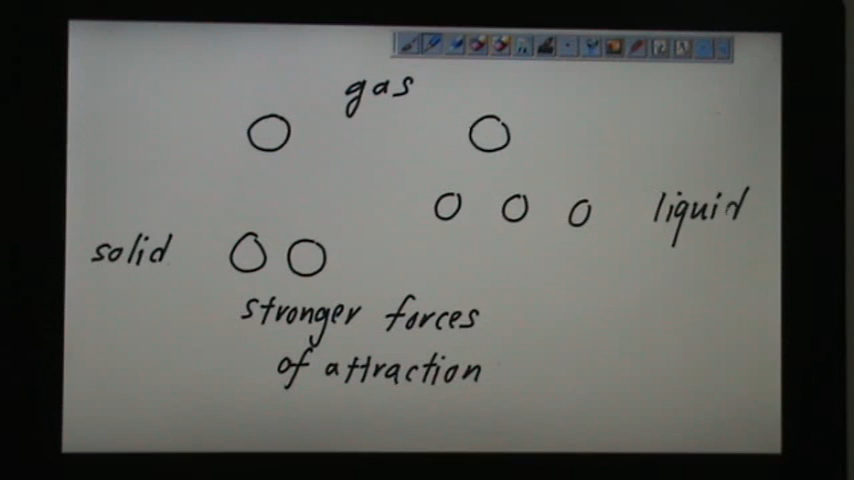 gas
liquid
solid
stronger forces
of attraction